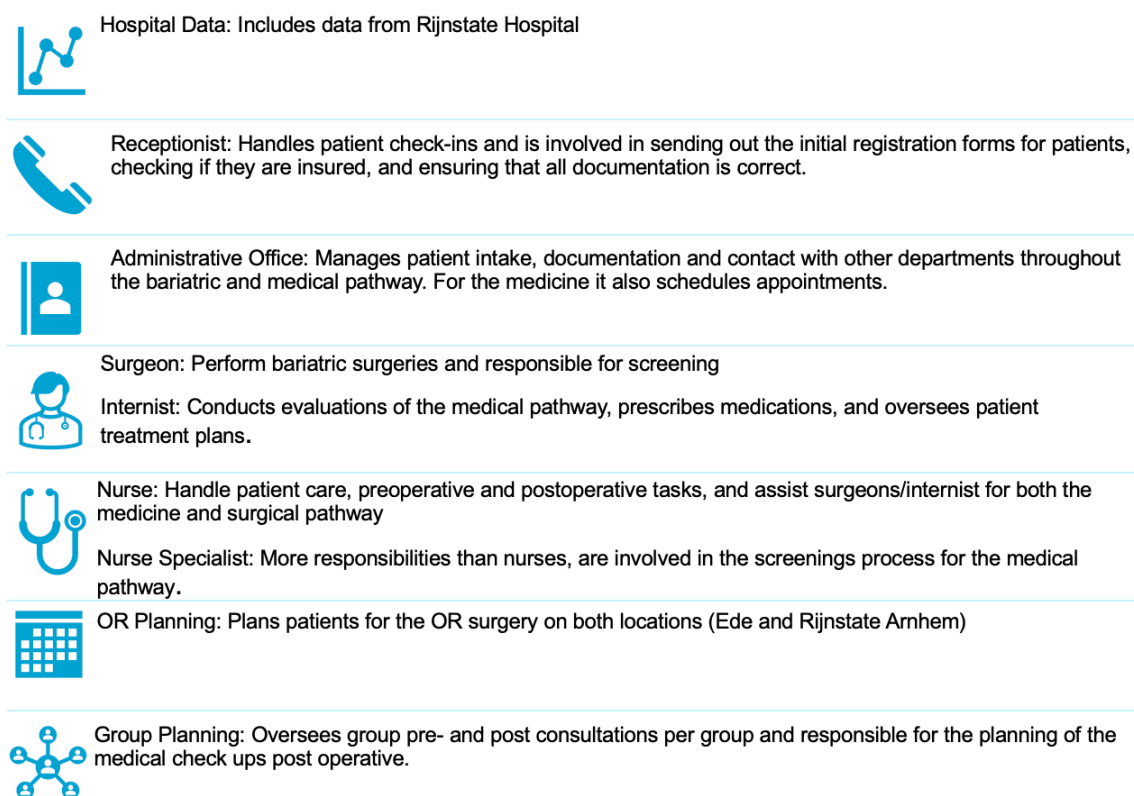 Hospital Data: Includes data from Rijnstate Hospital
Receptionist: Handles patient check-ins and is involved in sending out the initial registration forms for patients,
checking if they are insured, and ensuring that all documentation is correct.
Administrative Office: Manages patient intake, documentation and contact with other departments throughout
the bariatric and medical pathway. For the medicine it also schedules appointments.
Surgeon: Perform bariatric surgeries and responsible for screening
Internist: Conducts evaluations of the medical pathway, prescribes medications, and oversees patient
treatment plans.
Nurse: Handle patient care, preoperative and postoperative tasks, and assist surgeons/internist for both the
medicine and surgical pathway
Nurse Specialist: More responsibilities than nurses, are involved in the screenings process for the medical
pathway.
OR Planning: Plans patients for the OR surgery on both locations (Ede and Rijnstate Arnhem)
Group Planning: Oversees group pre- and post consultations per group and responsible for the planning of the
medical check ups post operative.